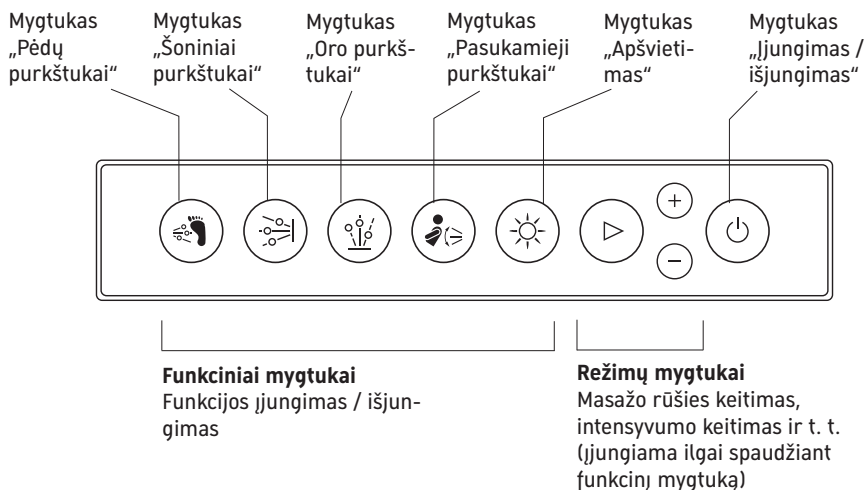 Mygtukas
„Pėdų
purkštukai“
Mygtukas
„Šoniniai
purkštukai“
Mygtukas
„Oro purkš-
tukai“
Mygtukas
„Pasukamieji
purkštukai“
Mygtukas
„Apšvieti-
mas“
Mygtukas
„Įjungimas /
išjungimas“
Funkciniai mygtukai
Funkcijos įjungimas / išjun-
gimas
Režimų mygtukai
Masažo rūšies keitimas,
intensyvumo keitimas ir t. t.
(įjungiama ilgai spaudžiant
funkcinį mygtuką)